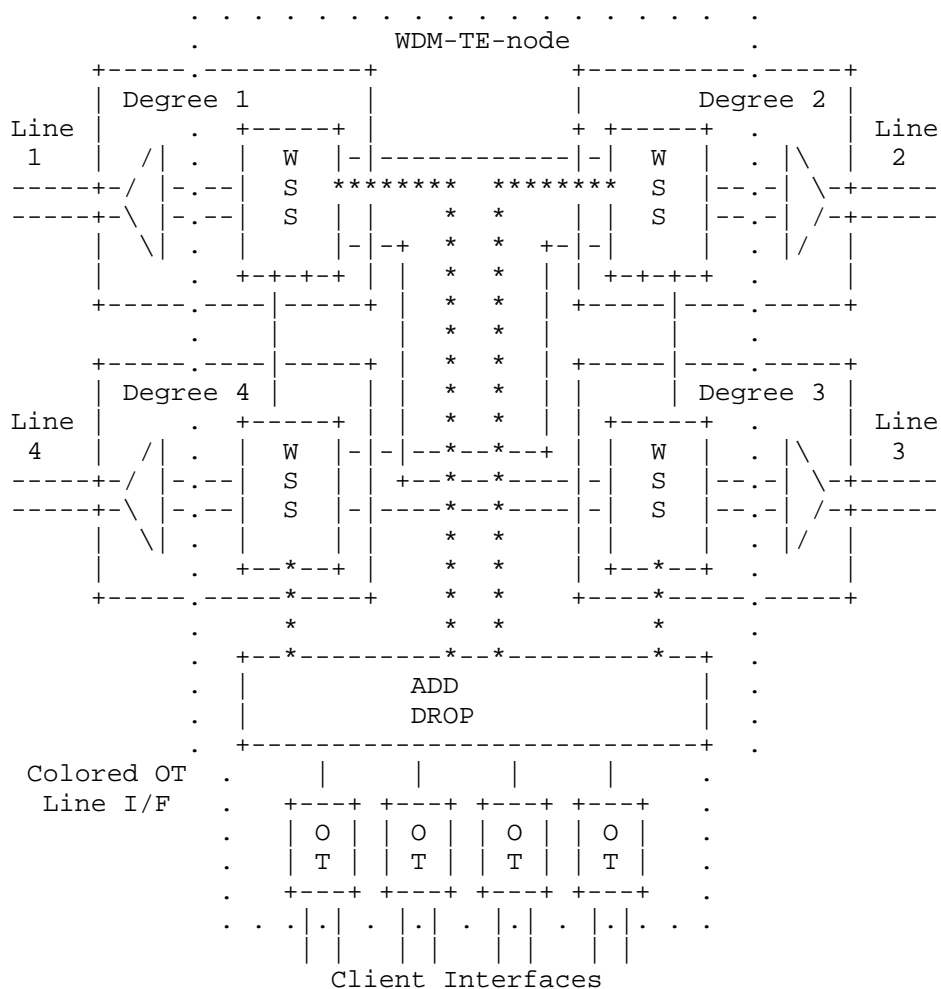 WDM-TE-node
Degree 1
Degree 2
Line
1
Line
2
W
S
S
W
S
S
Degree 4
Degree 3
Line
4
Line
3
W
S
S
W
S
S
ADD
DROP
Colored OT
Line I/F
O
T
O
T
O
T
O
T
Client Interfaces